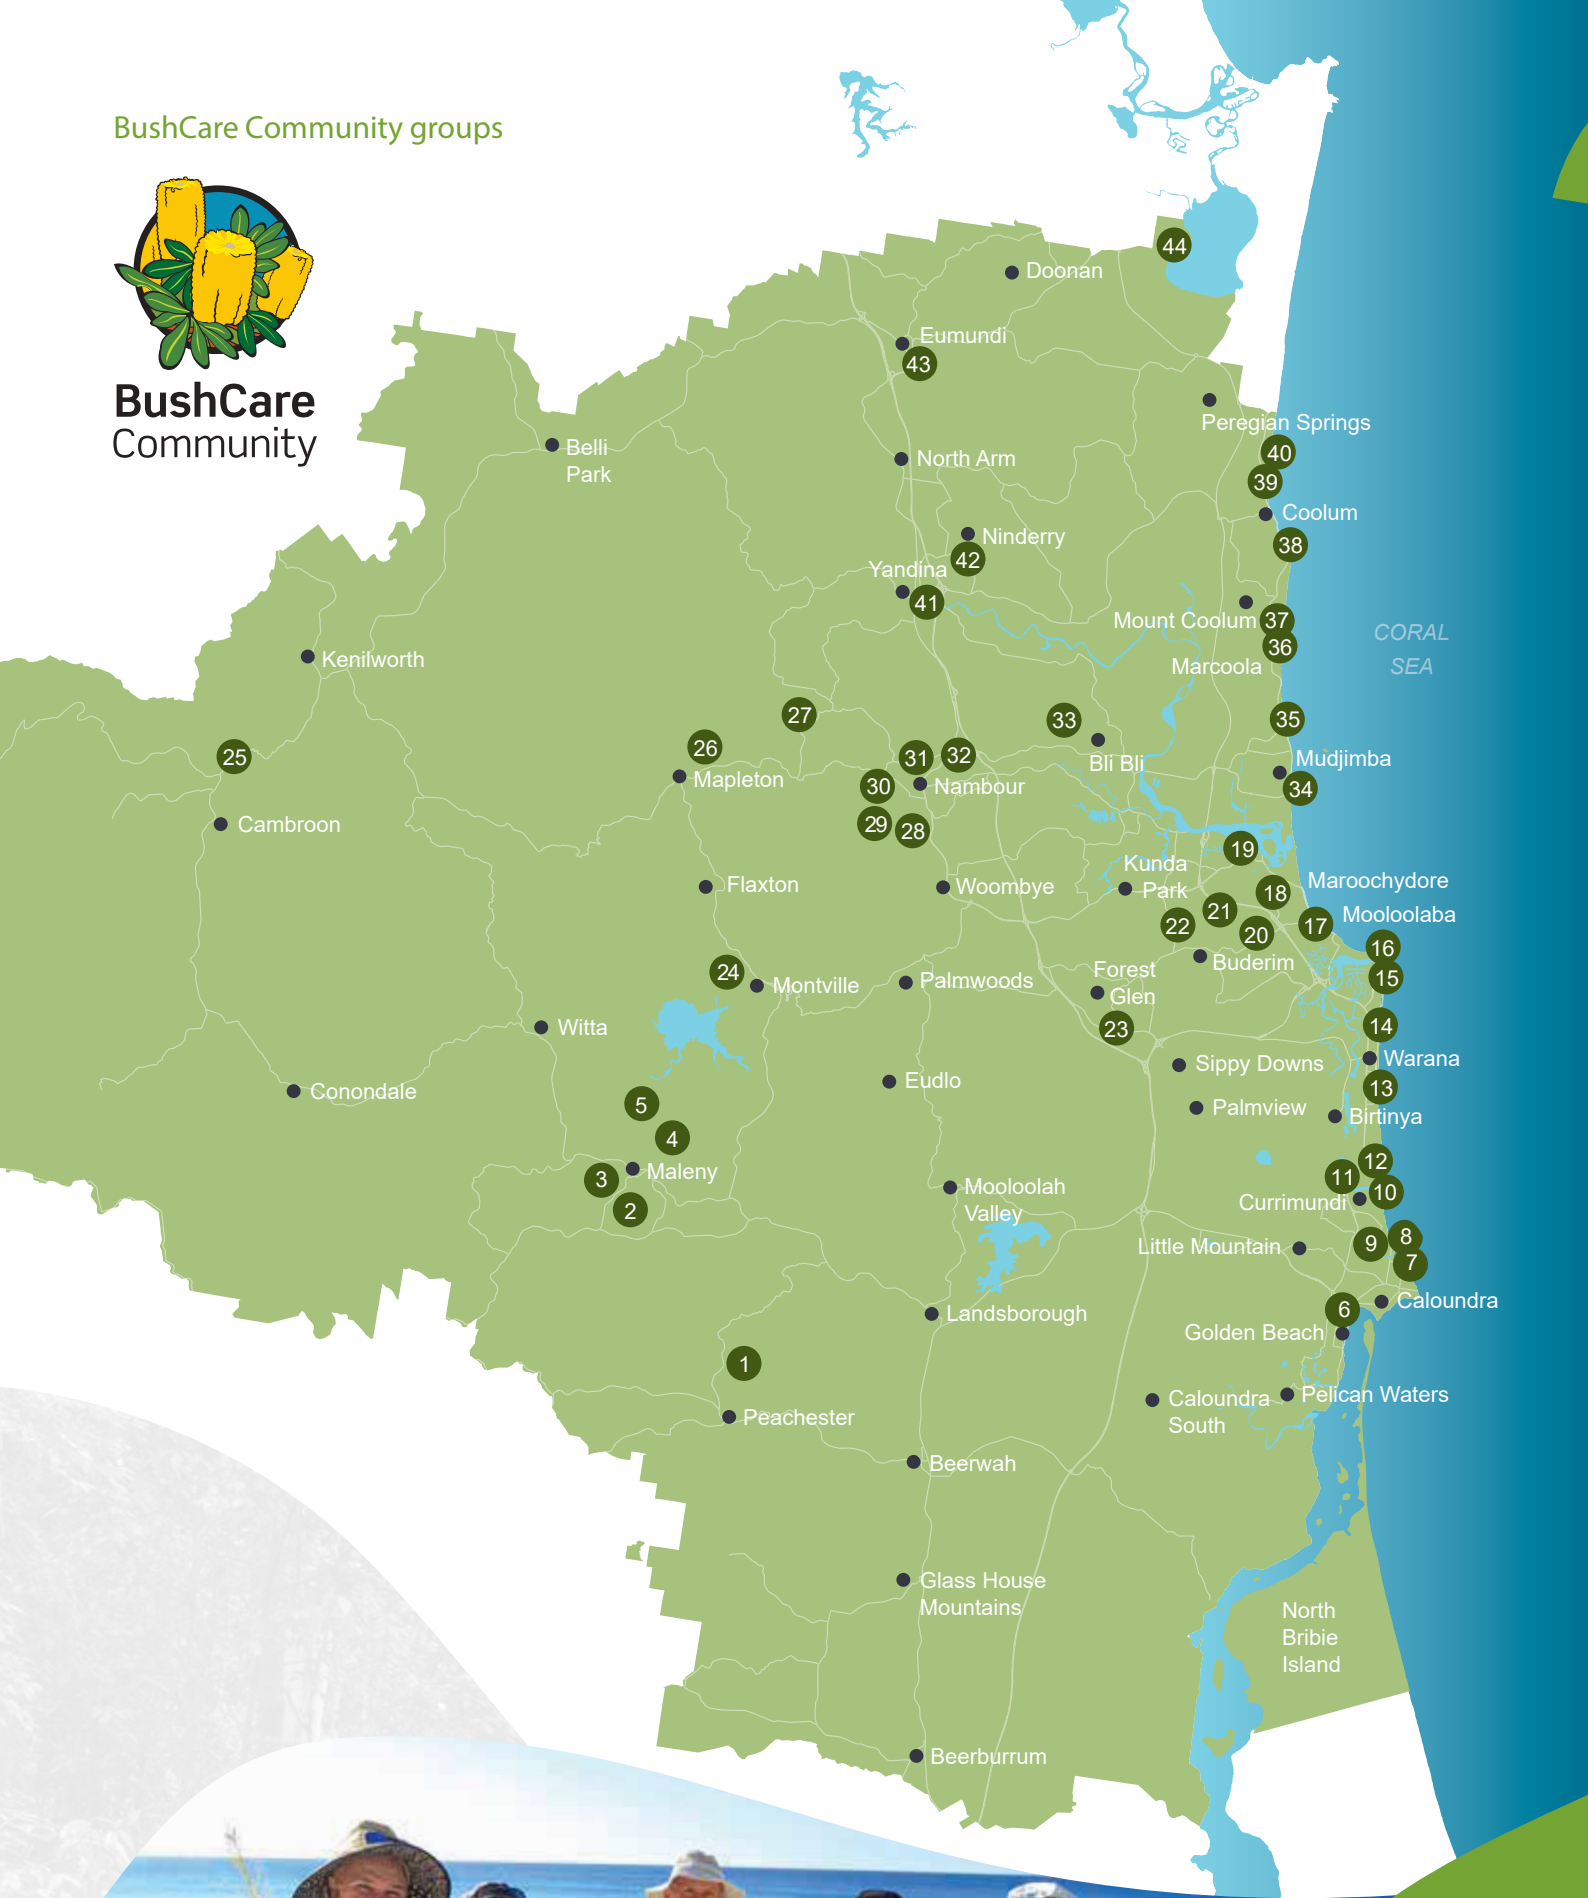 BushCare Community groups
BushCare
Community
44
Doonan
Eumundi
43
Peregian Springs
Belli
Park
North Arm
40
39
Coolum
Ninderry
38
42
Yandina
41
Mount Coolum
37
36
CORAL
SEA
Kenilworth
Marcoola
27
33
35
25
26
31
32
Bli Bli
Mudjimba
Mapleton
30
Nambour
34
Cambroon
29
28
19
Kunda
Park
Flaxton
Woombye
18
Maroochydore
21
Mooloolaba
22
20
17
16
Buderim
24
Montville
Palmwoods
Forest
Glen
15
23
14
Witta
Warana
Sippy Downs
Eudlo
13
Conondale
Palmview
Birtinya
5
4
12
3
Maleny
11
10
Mooloolah
Valley
Currimundi
2
Little Mountain
9
8
7
Caloundra
6
Landsborough
Golden Beach
1
Caloundra
South
Pelican Waters
Peachester
Beerwah
Glass House
Mountains
North
Bribie
Island
Beerburrum